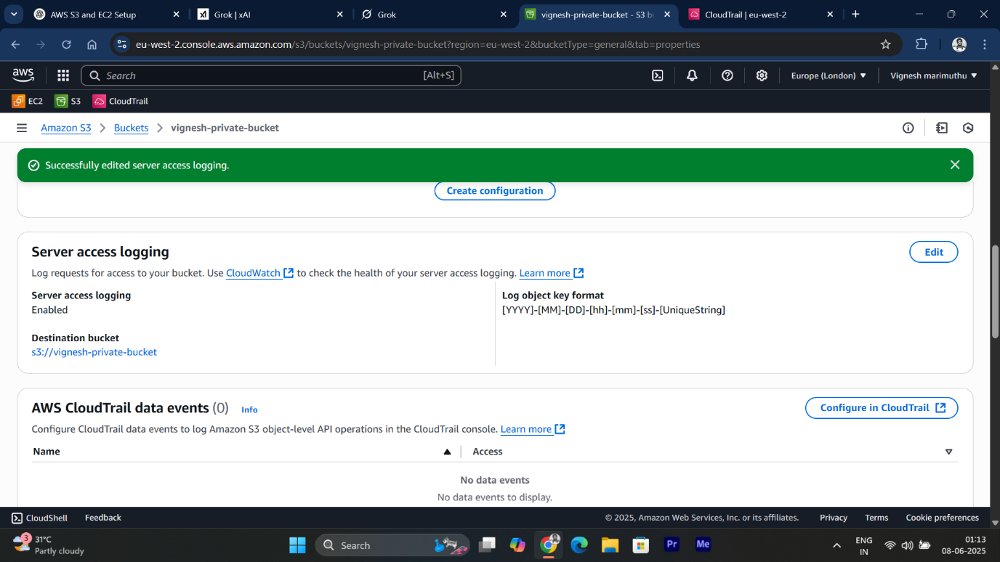 AWS S3 and EC2 Setup
Grok | xAI
Grok
vignesh-private-bucket - S3 b
CloudTrail | eu-west-2
eu-west-2.console.aws.amazon.com/s3/buckets/vignesh-private-bucket?region=eu-west-2&bucketType=general&tab=properties
aws
Search
[Alt+S]
Europe (London)
Vignesh marimuthu
EC2
S3
CloudTrail
Amazon S3
Buckets
vignesh-private-bucket
Successfully edited server access logging.
Create configuration
Server access logging
Edit
Log requests for access to your bucket. Use CloudWatch to check the health of your server access logging. Learn more
Server access logging
Enabled
Log object key format
[YYYY]-[MM]-[DD]-[hh]-[mm]-[ss]-[UniqueString]
Destination bucket
s3://vignesh-private-bucket
AWS CloudTrail data events (0) Info
Configure in CloudTrail
Configure CloudTrail data events to log Amazon S3 object-level API operations in the CloudTrail console. Learn more
Name
Access
No data events
No data events to display.
CloudShell
Feedback
© 2025, Amazon Web Services, Inc. or its affiliates.
Privacy
Terms
Cookie preferences
3
31°C
Partly cloudy
Search
Pr
Me
ENG
IN
01:13
08-06-2025